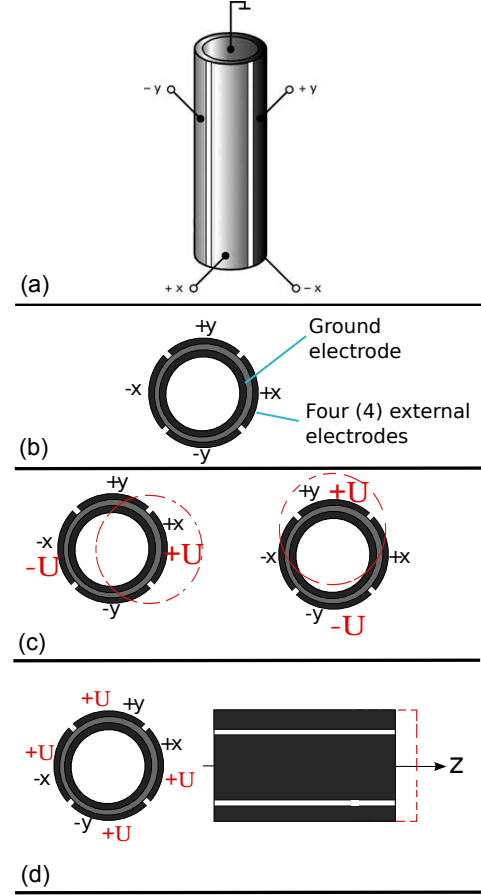 – y
+ y
+ x
– x
(a)
+y
Ground
electrode
-x
+x
Four (4) external
electrodes
-y
(b)
+y
+y
+U
-x
+x
+U
-U
-x
+x
-y
-y
-U
(c)
+U
+y
+U
+x
z
-x
+U
-y
+U
(d)